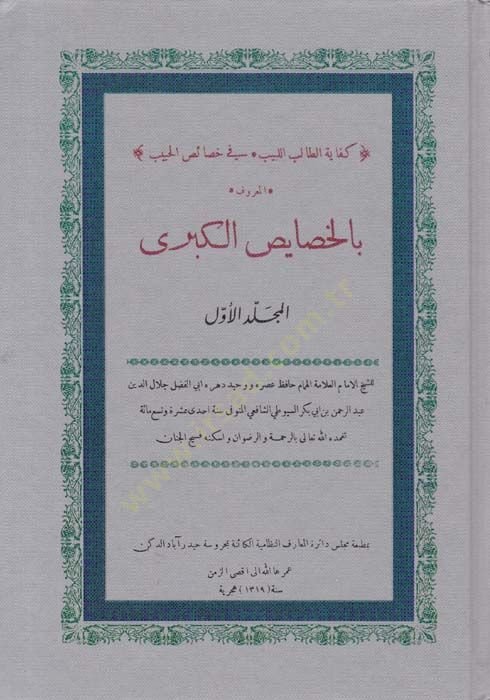 ﴿ كفاية الطالب اللبيب * في خصائص الحبيب ﴾
* المعروف *
بالخصايص الكبرى
المجلد الأول
للشيخ الامام العلامة الهمام حافظ عصره ووحيد دهره ابي الفضل جلال الدين
عبد الرحمن بن ابي بكر السيوطي الشافعي المتوفى سنة احدى عشرة وتسع مائة
تغمده الله تعالى بالرحمة والرضوان واسكنه فسيح الجنان
بمطبعة مجلس دائرة المعارف النظامية الكائنة بمحروسة حيدرآباد الدكن
عمرها الله الى اقصى الزمن
سنة (١٣١٩) هجرية